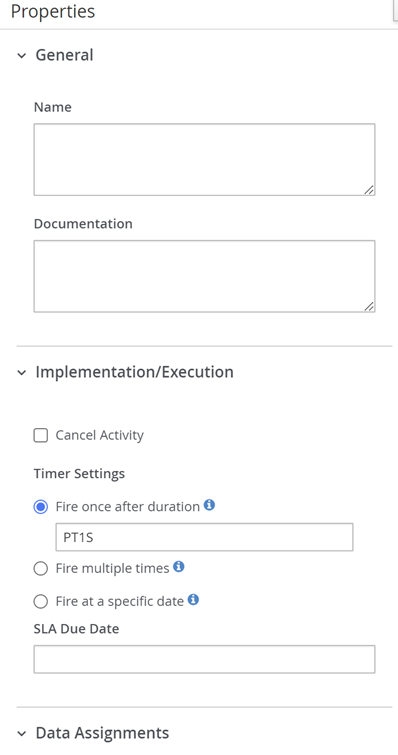 Properties
General
Name
Documentation
Implementation/Execution
Cancel Activity
Timer Settings
Fire once after duration
PT1S
Fire multiple times
Fire at a specific date
SLA Due Date
Data Assignments